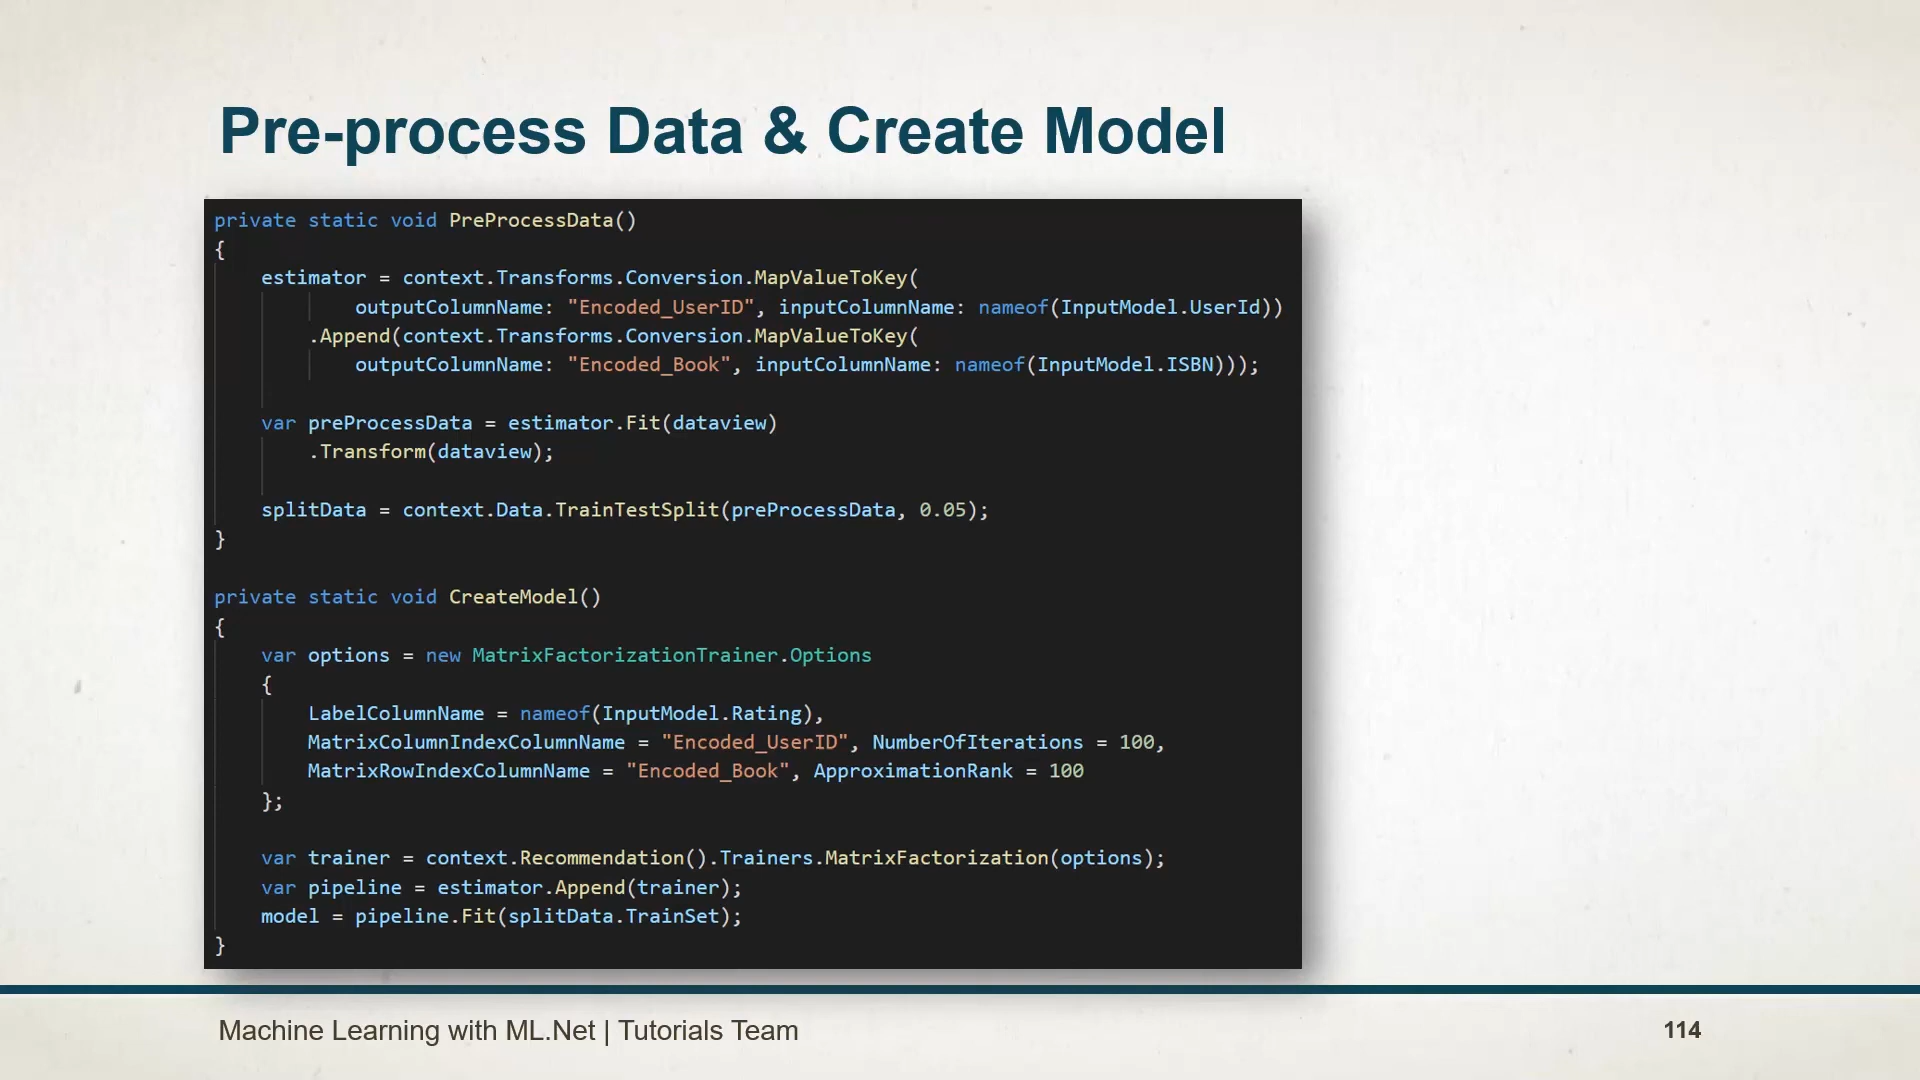 Pre-process Data & Create Model
private static void PreProcessData()
{
    estimator = context.Transforms.Conversion.MapValueToKey(
            outputColumnName: "Encoded_UserID", inputColumnName: nameof(InputModel.UserId))
        .Append(context.Transforms.Conversion.MapValueToKey(
            outputColumnName: "Encoded_Book", inputColumnName: nameof(InputModel.ISBN)));
    var preProcessData = estimator.Fit(dataview)
        .Transform(dataview);
    splitData = context.Data.TrainTestSplit(preProcessData, 0.05);
}
private static void CreateModel()
{
    var options = new MatrixFactorizationTrainer.Options
    {
        LabelColumnName = nameof(InputModel.Rating),
        MatrixColumnIndexColumnName = "Encoded_UserID", NumberOfIterations = 100,
        MatrixRowIndexColumnName = "Encoded_Book", ApproximationRank = 100
    };
    var trainer = context.Recommendation().Trainers.MatrixFactorization(options);
    var pipeline = estimator.Append(trainer);
    model = pipeline.Fit(splitData.TrainSet);
}
Machine Learning with ML.Net | Tutorials Team
114